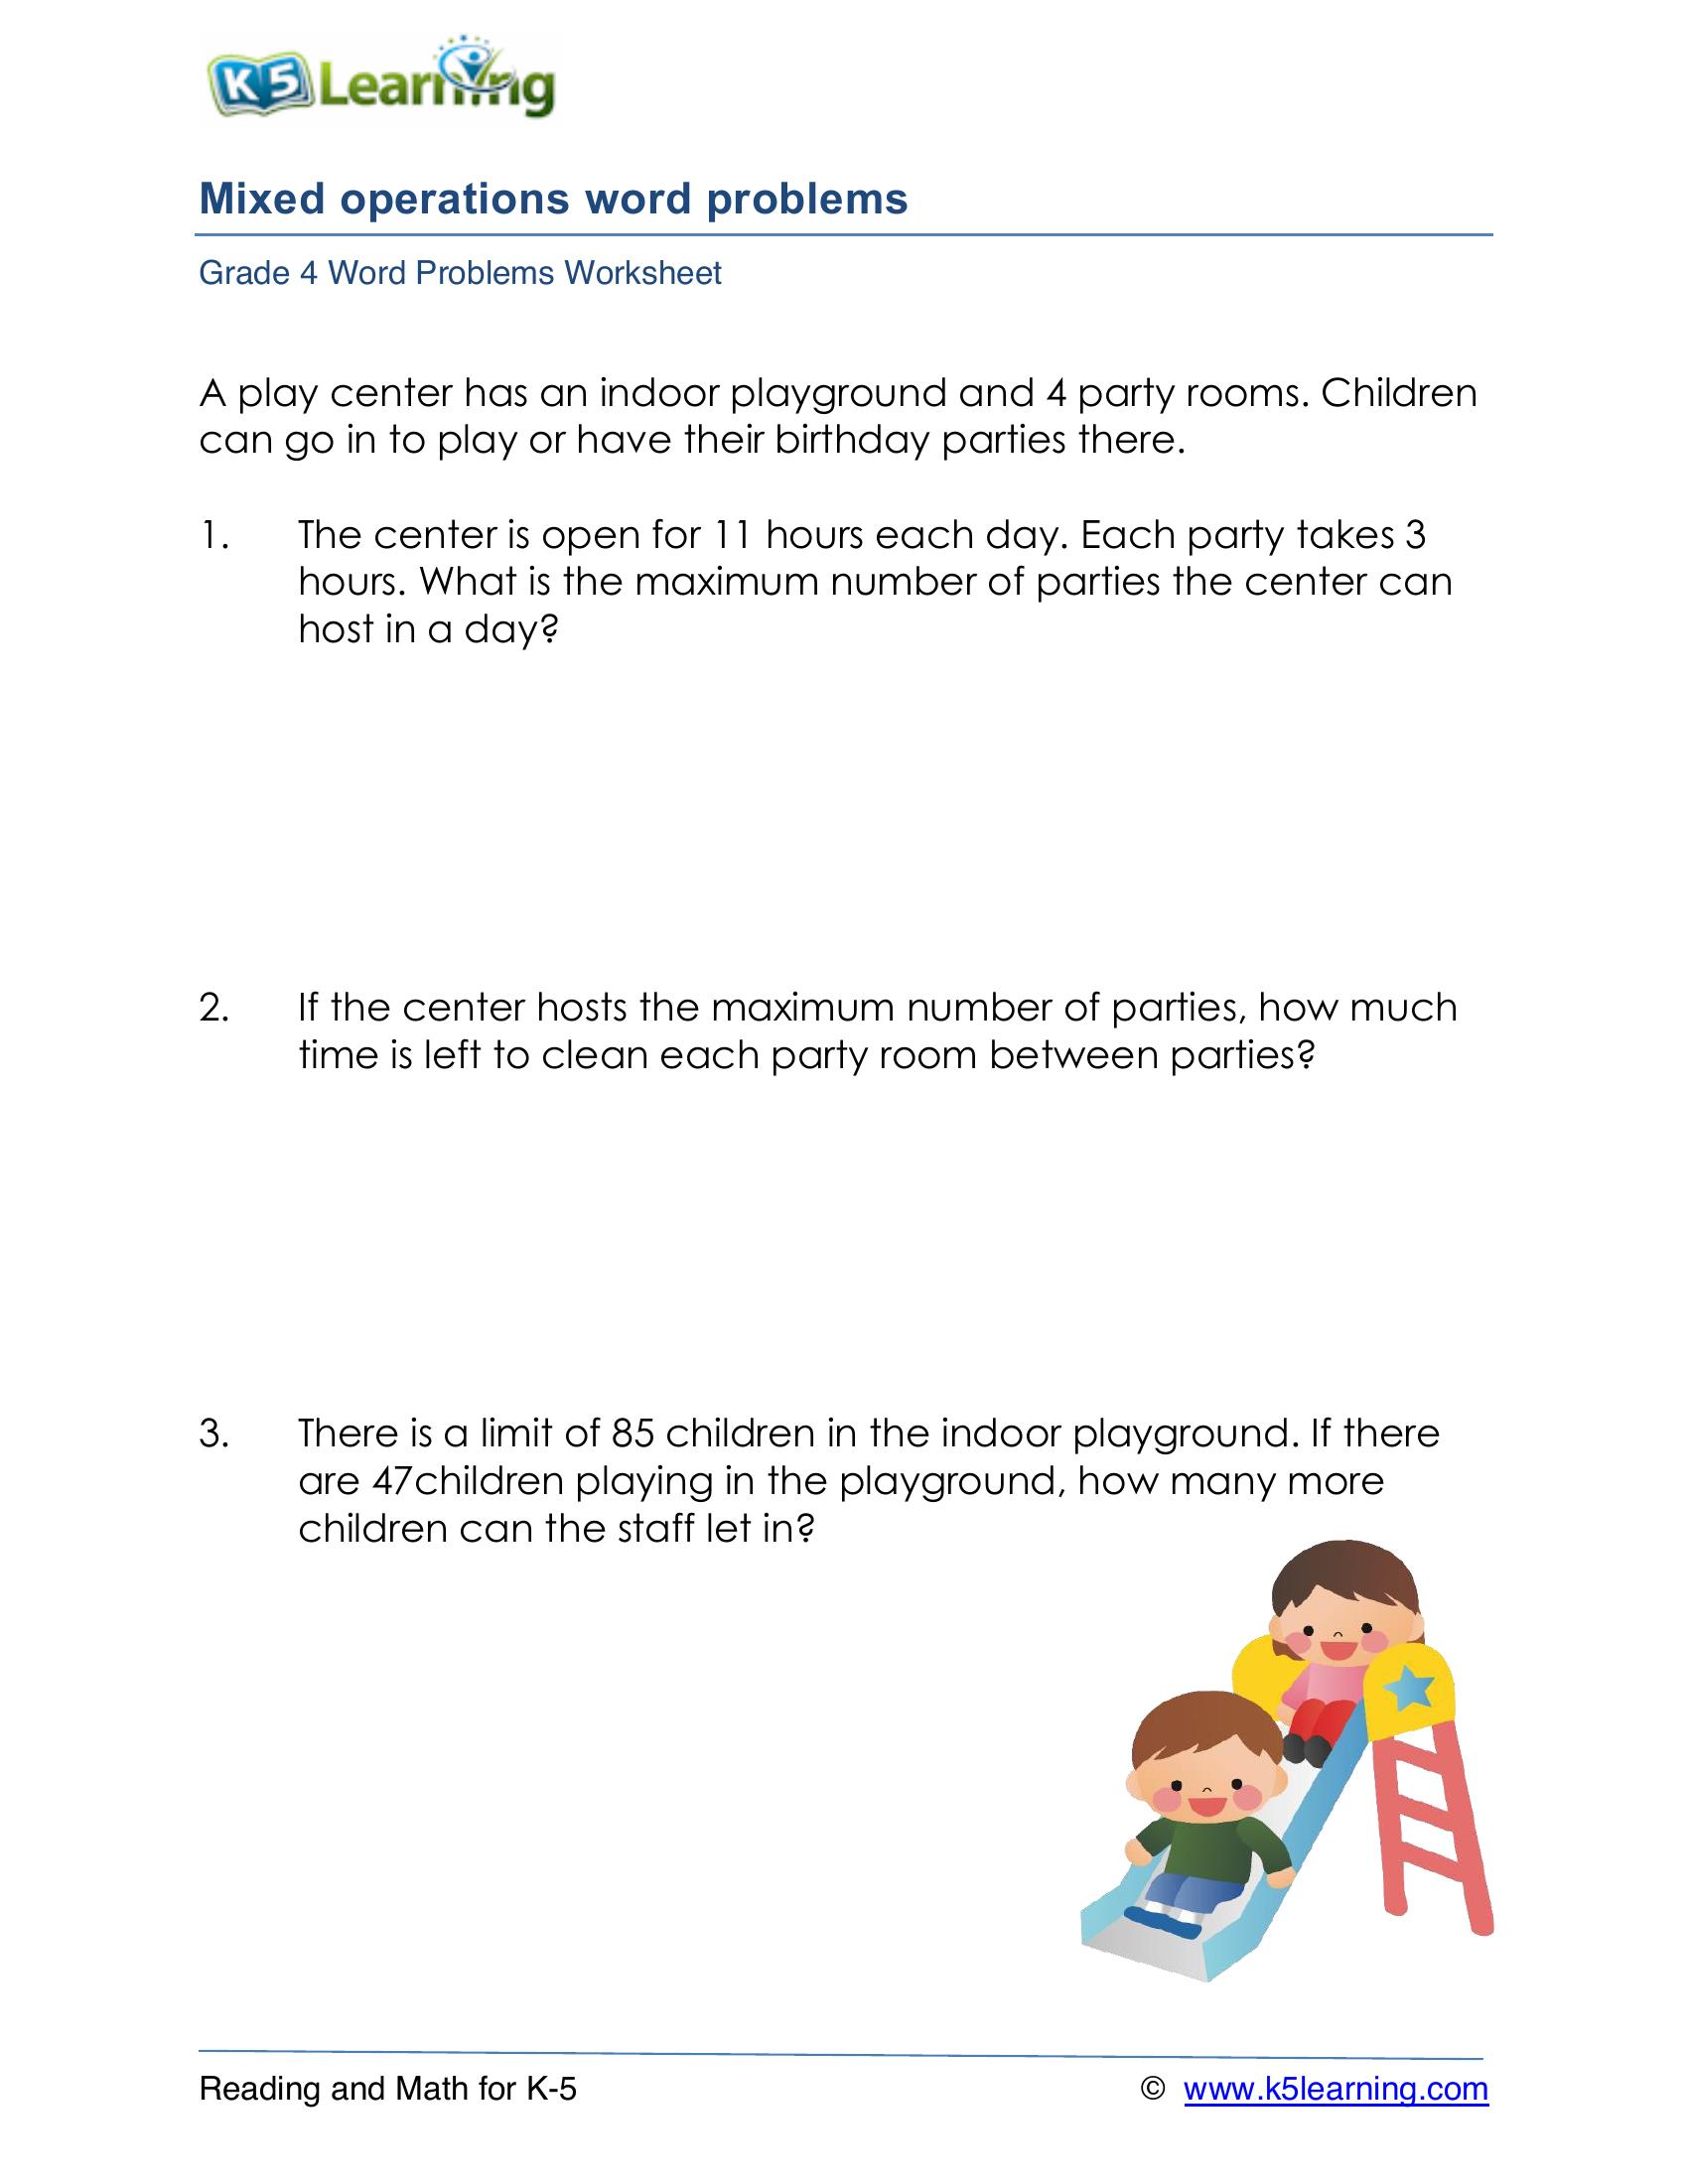 K5 Learning
Mixed operations word problems
Grade 4 Word Problems Worksheet
A play center has an indoor playground and 4 party rooms. Children
can go in to play or have their birthday parties there.
1. The center is open for 11 hours each day. Each party takes 3
hours. What is the maximum number of parties the center can
host in a day?
2. If the center hosts the maximum number of parties, how much
time is left to clean each party room between parties?
3. There is a limit of 85 children in the indoor playground. If there
are 47children playing in the playground, how many more
children can the staff let in?
Reading and Math for K-5 © www.k5learning.com